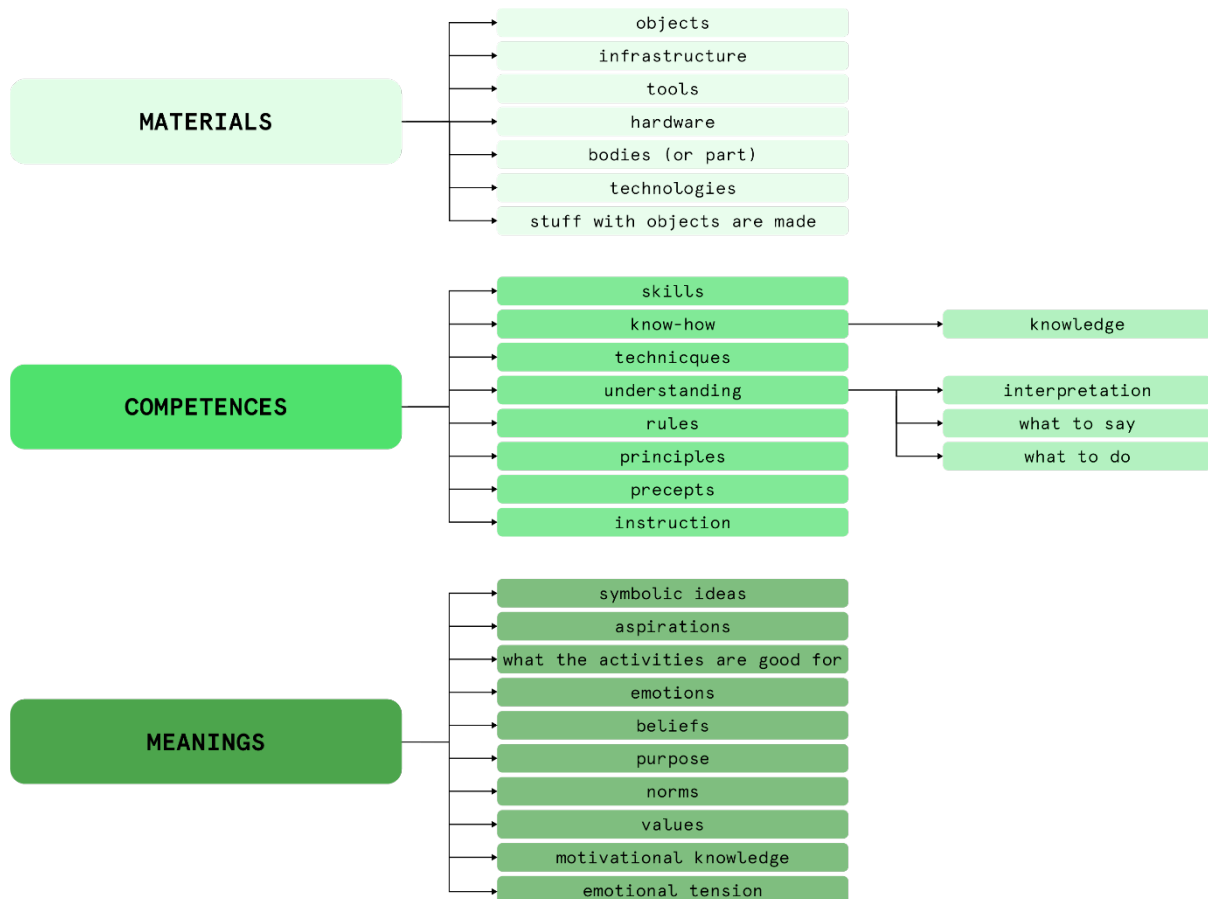 MATERIALS
objects
infrastructure
tools
hardware
bodies (or part)
technologies
stuff with objects are made
COMPETENCES
skills
know-how
knowledge
technicques
understanding
interpretation
what to say
what to do
rules
principles
precepts
instruction
MEANINGS
symbolic ideas
aspirations
what the activities are good for
emotions
beliefs
purpose
norms
values
motivational knowledge
emotional tension